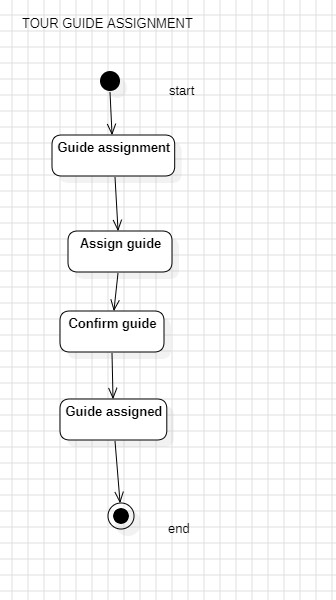 TOUR GUIDE ASSIGNMENT
start
Guide assignment
Assign guide
Confirm guide
Guide assigned
end